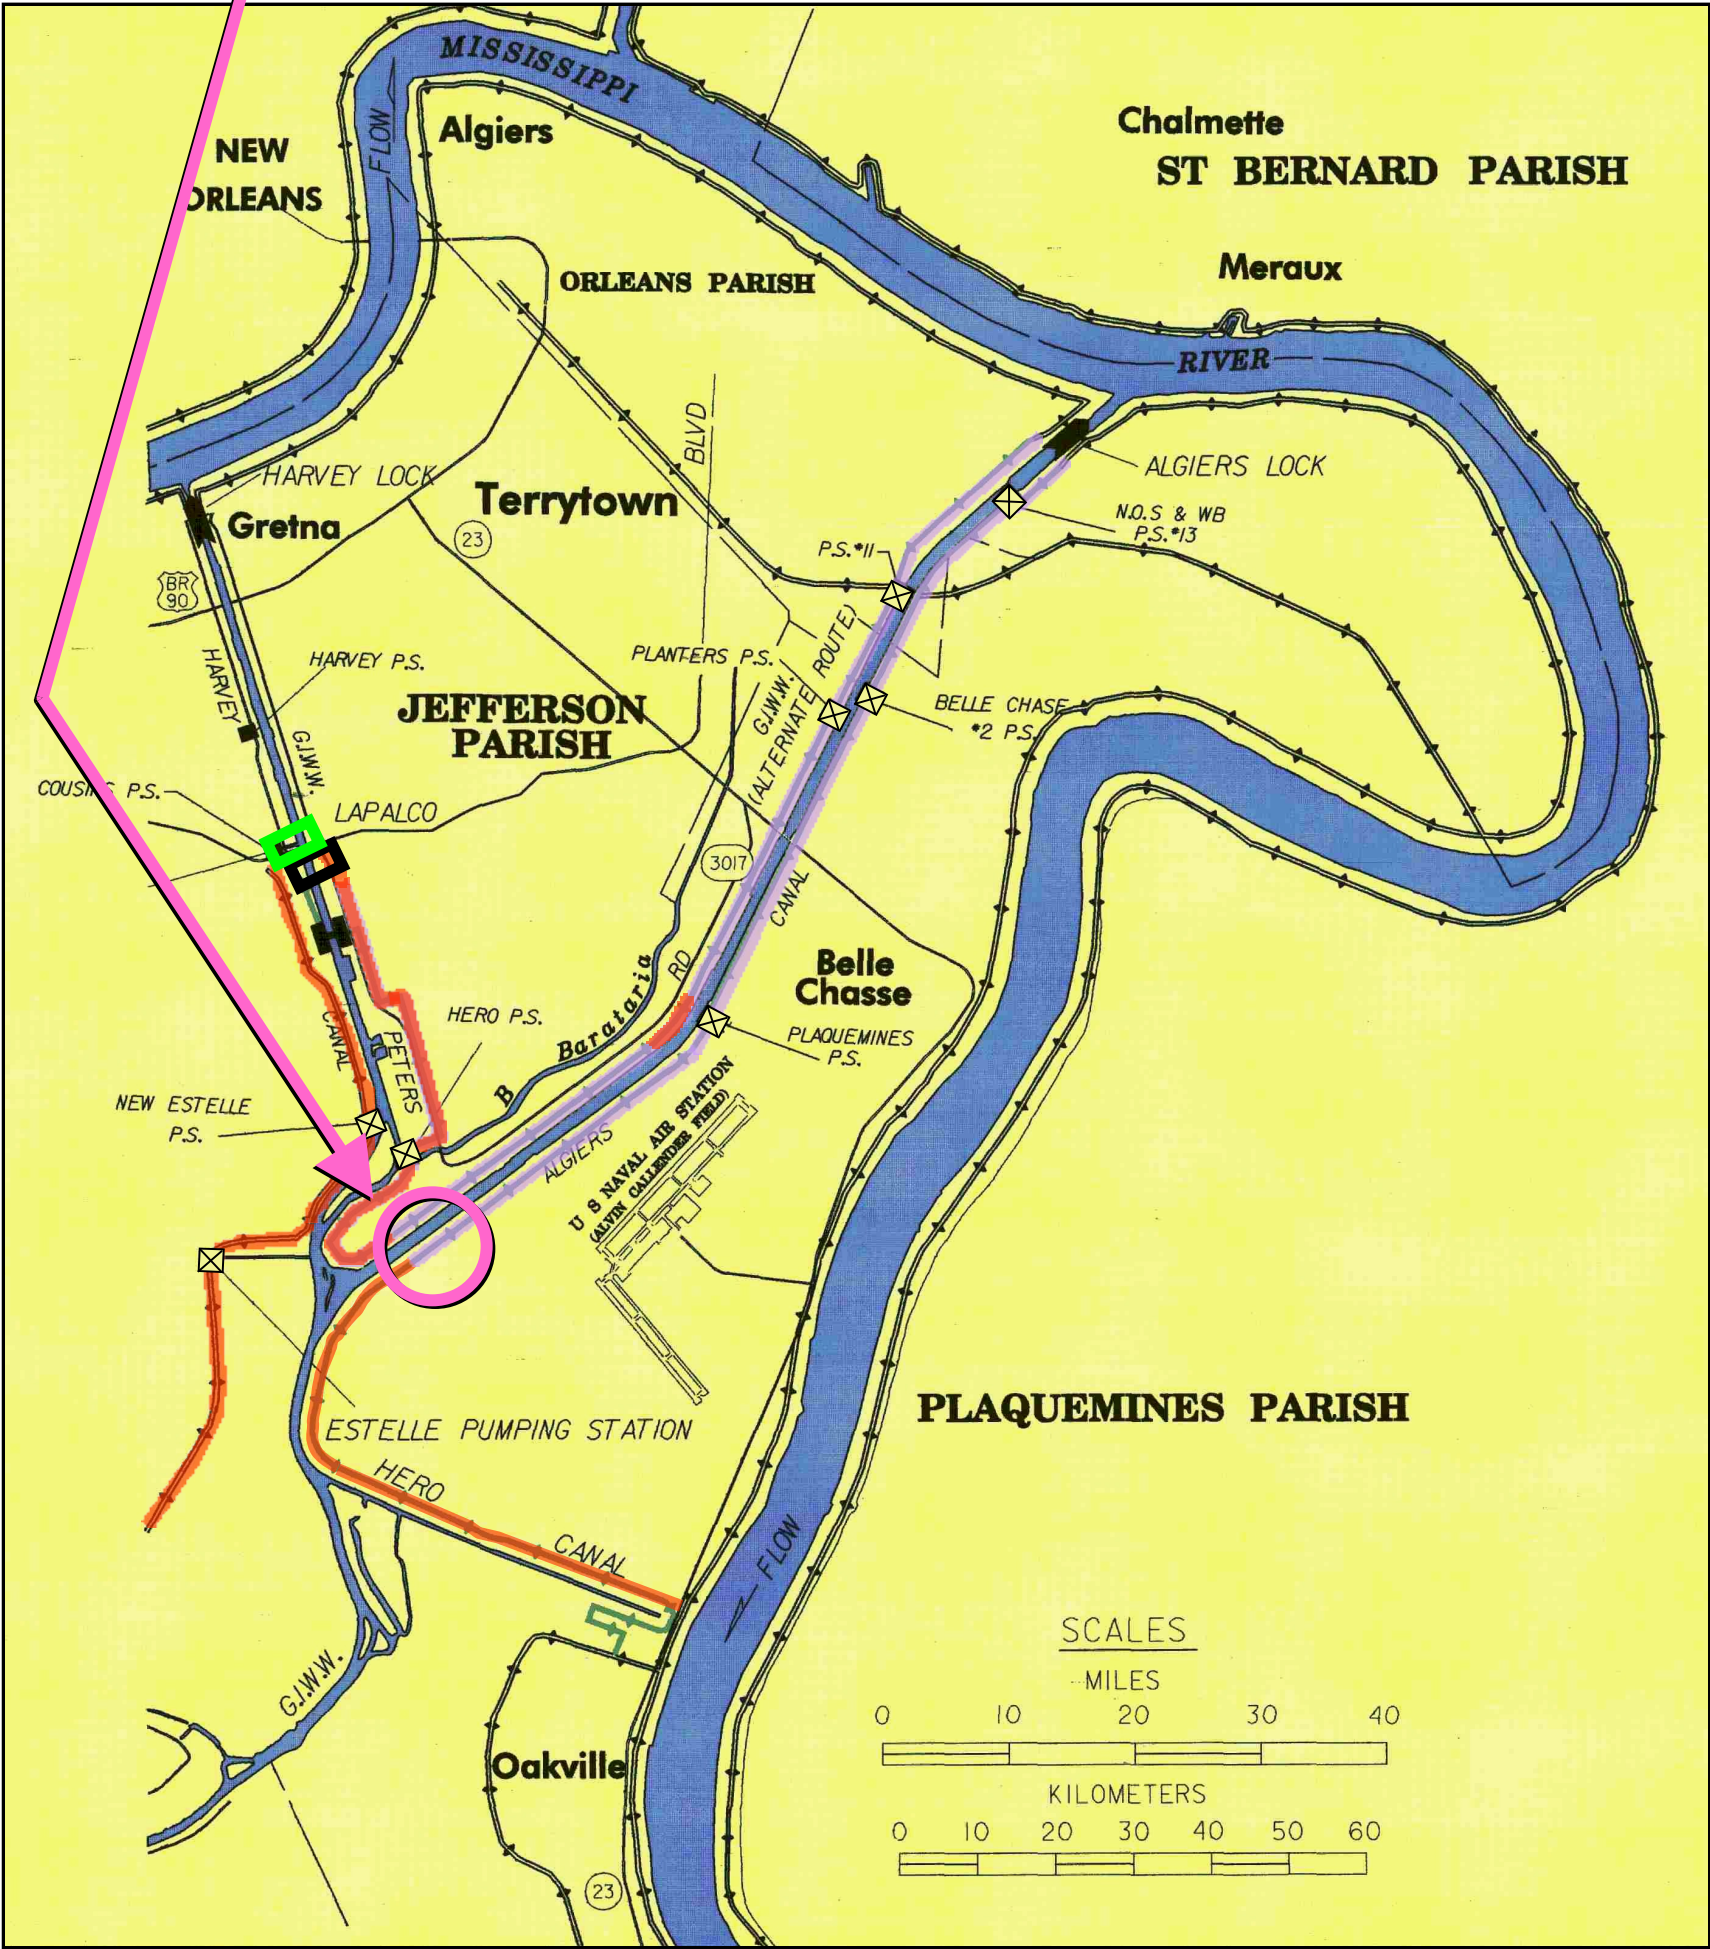 MISSISSIPPI
FLOW
Algiers
NEW
ORLEANS
Chalmette
ST BERNARD PARISH
Meraux
ORLEANS PARISH
RIVER
BLVD
HARVEY LOCK
Gretna
Terrytown
23
ALGIERS LOCK
N.O.S & WB
P.S.#13
P.S.#11
BR
90
HARVEY
HARVEY P.S.
G.I.W.W.
PLANTERS P.S.
G.I.W.W.
(ALTERNATE ROUTE)
JEFFERSON
PARISH
BELLE CHASE
#2 P.S.
COUSINS P.S.
LAPALCO
3017
CANAL
RD
Belle
Chasse
B Barataria
HERO P.S.
CANAL
PETERS
PLAQUEMINES
P.S.
NEW ESTELLE
P.S.
ALGIERS
U S NAVAL AIR STATION
(ALVIN CALLENDER FIELD)
PLAQUEMINES PARISH
ESTELLE PUMPING STATION
HERO
CANAL
FLOW
G.I.W.W.
Oakville
23
SCALES
MILES
0 10 20 30 40
KILOMETERS
0 10 20 30 40 50 60